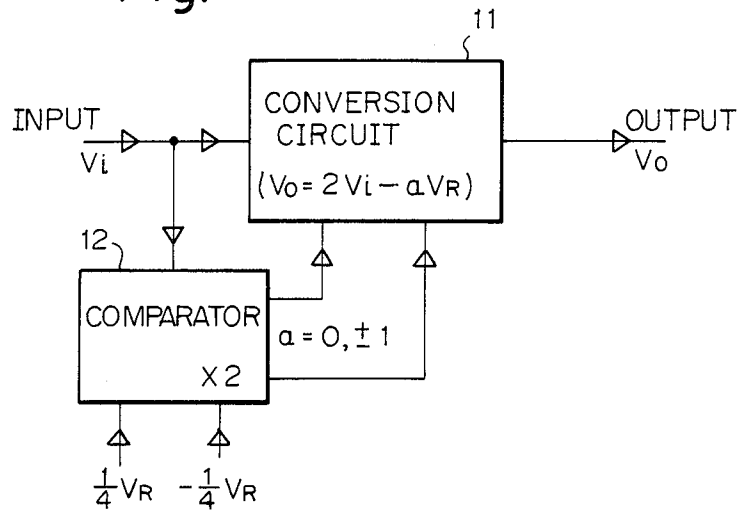 Fig.
11
CONVERSION
CIRCUIT
(Vo = 2Vi - aVR)
INPUT
Vi
OUTPUT
Vo
12
COMPARATOR
X2
a = 0, ± 1
1/4 VR
-1/4 VR